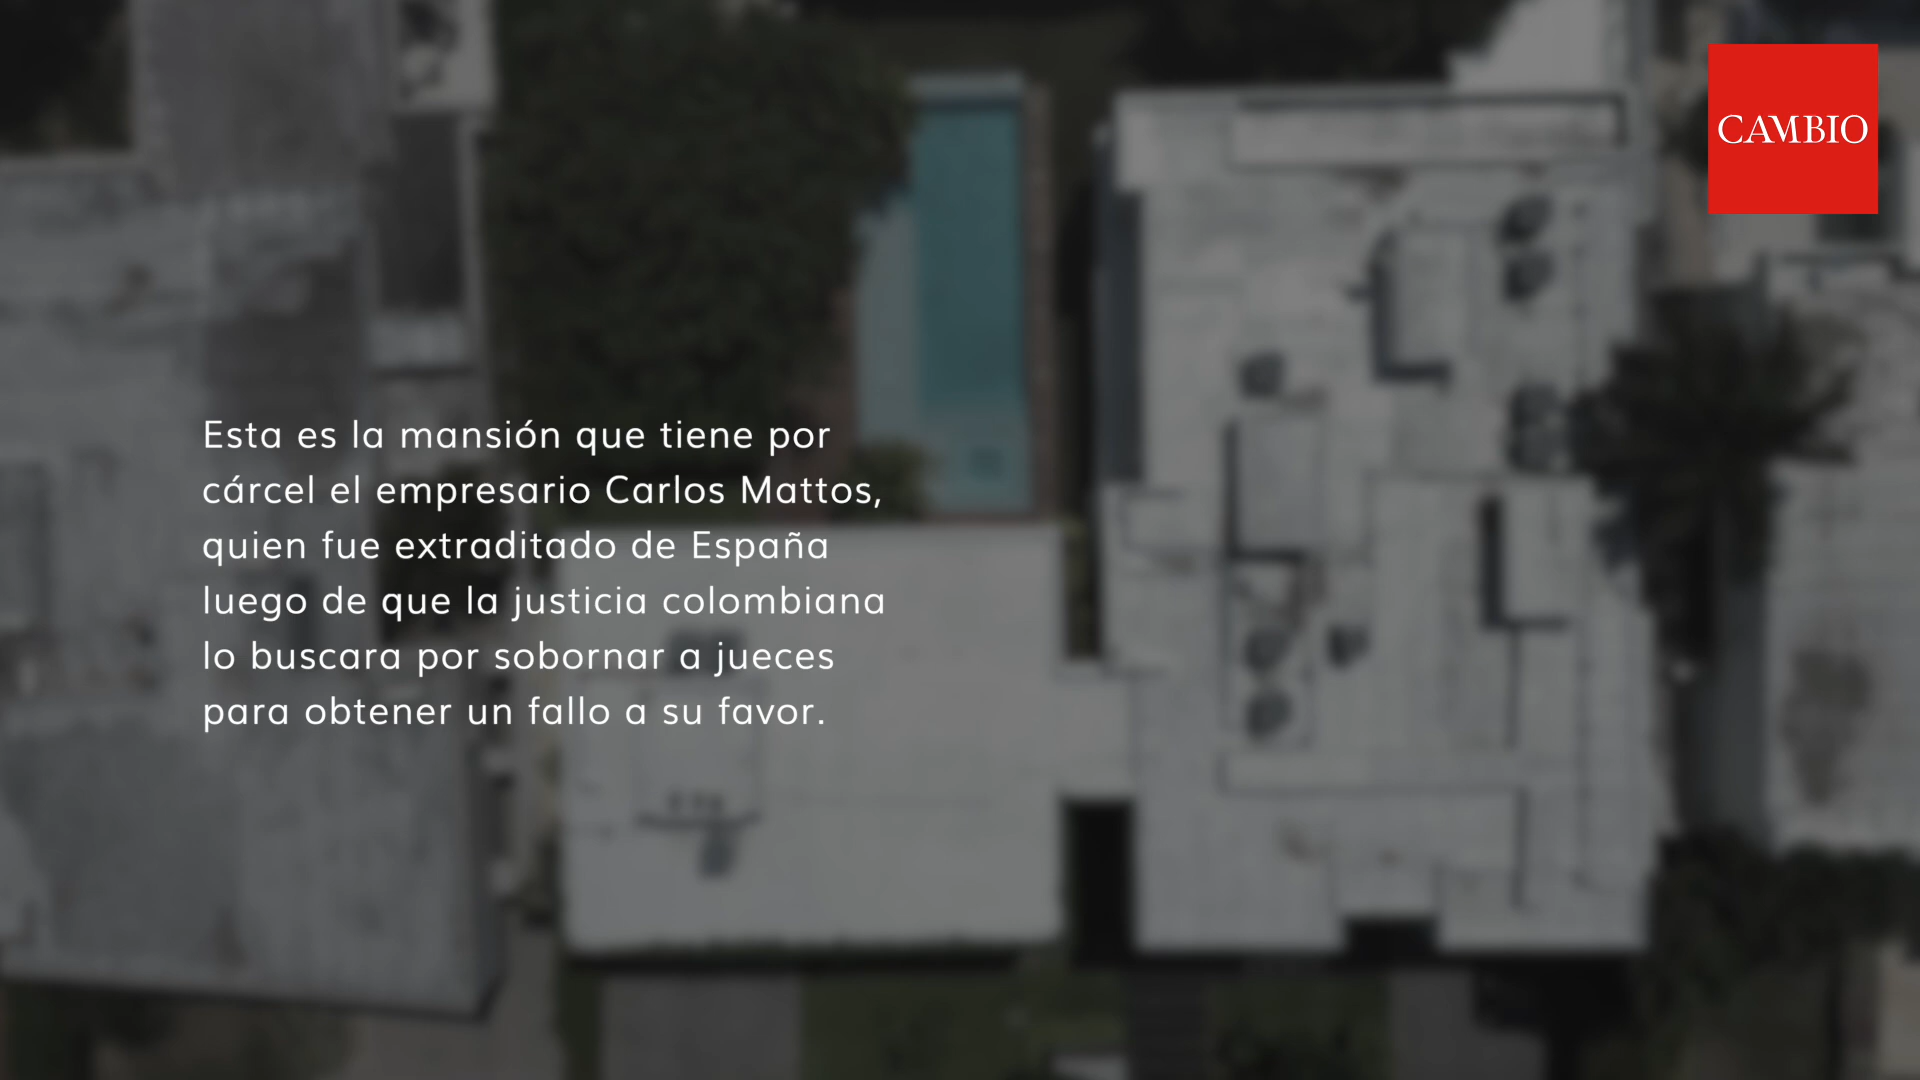 CAMBIO
Esta es la mansión que tiene por
cárcel el empresario Carlos Mattos,
quien fue extraditado de España
luego de que la justicia colombiana
lo buscara por sobornar a jueces
para obtener un fallo a su favor.